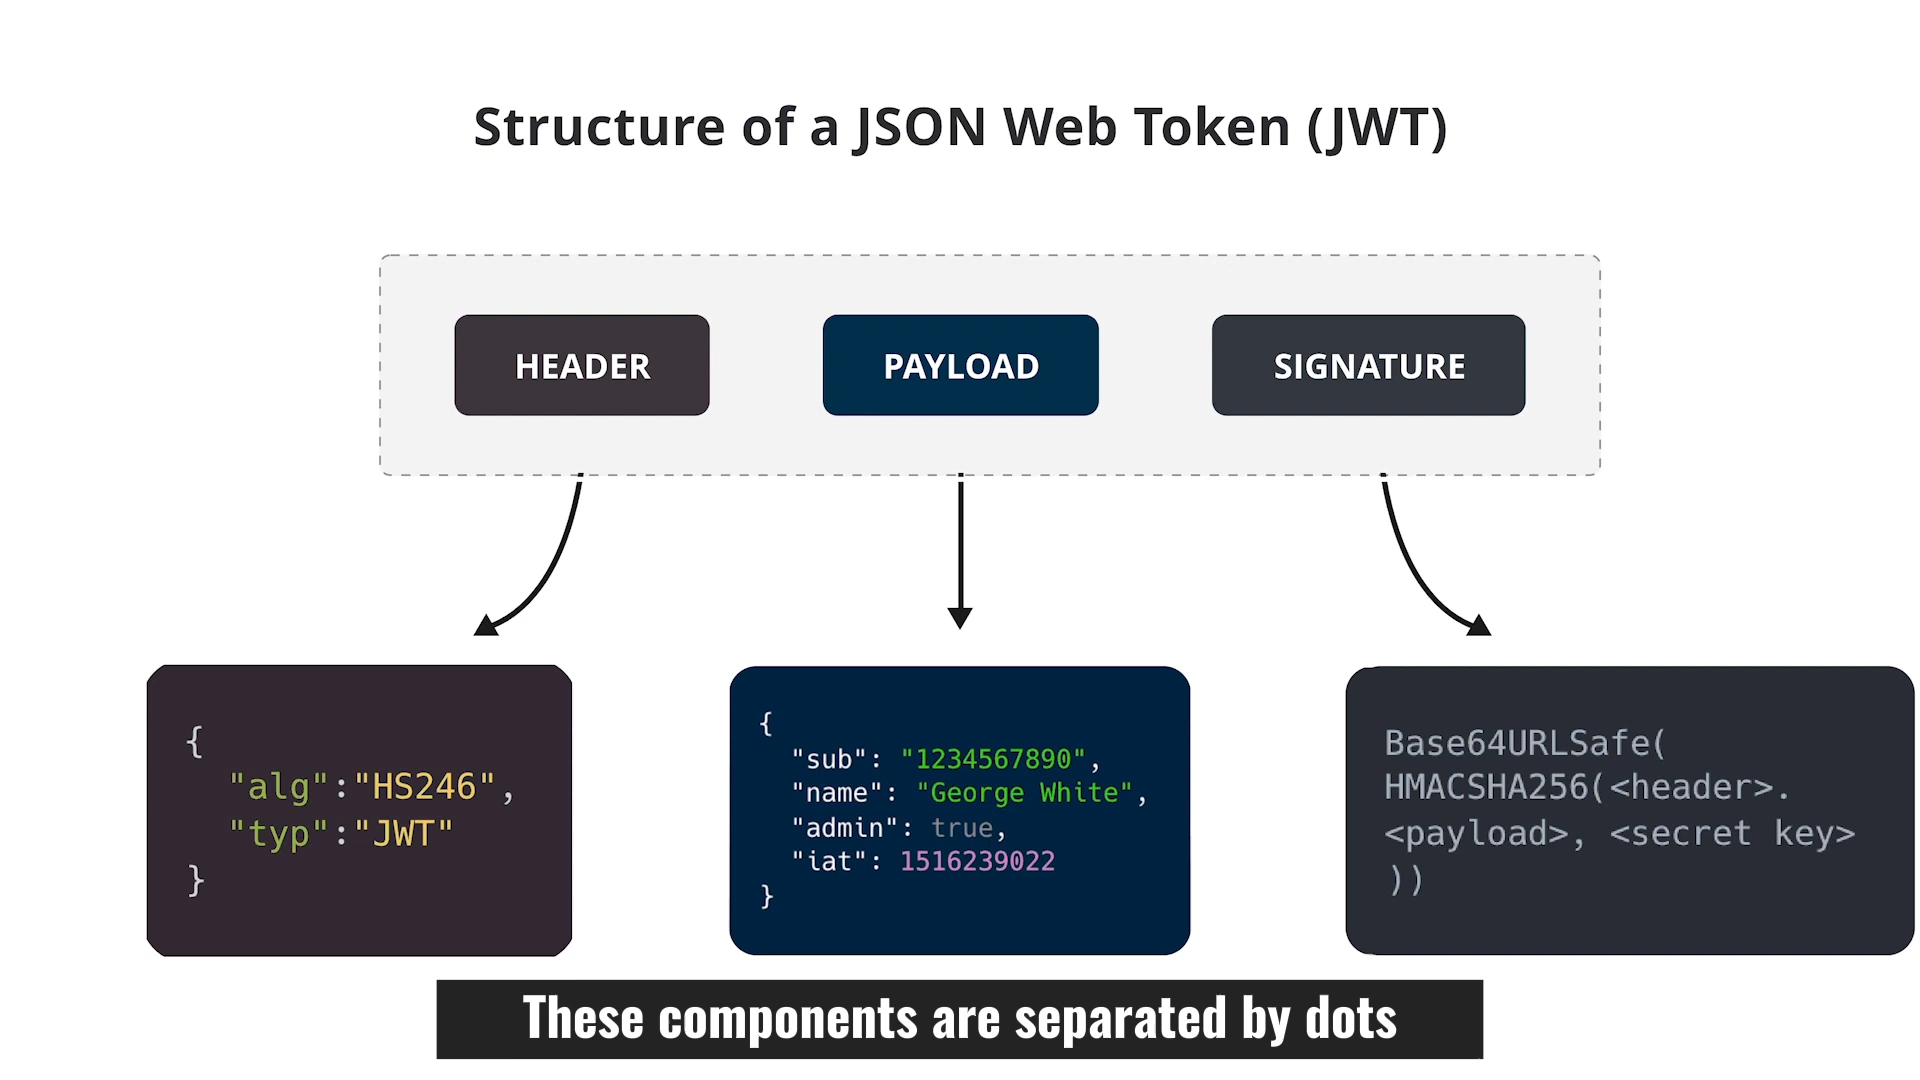 Structure of a JSON Web Token (JWT)
HEADER
PAYLOAD
SIGNATURE
{
"alg":"HS246",
"typ":"JWT"
}
{
"sub": "1234567890",
"name": "George White",
"admin": true,
"iat": 1516239022
}
Base64URLSafe(
HMACSHA256(<header>.
<payload>, <secret key>
))
These components are separated by dots